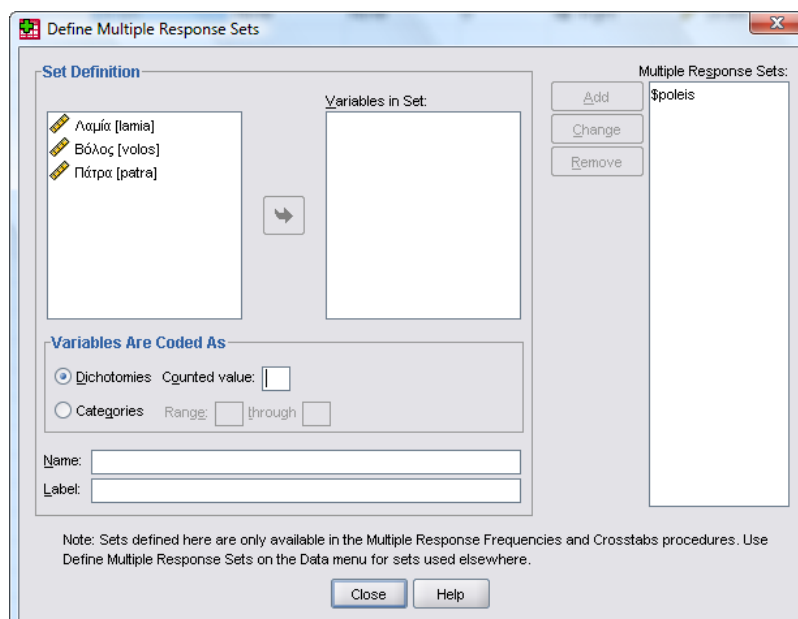 Define Multiple Response Sets
Set Definition
Variables in Set:
Λαμία [lamia]
Βόλος [volos]
Πάτρα [patra]
Variables Are Coded As
Dichotomies Counted value:
Categories Range: through
Name:
Label:
Add
Change
Remove
Multiple Response Sets:
$poleis
Note: Sets defined here are only available in the Multiple Response Frequencies and Crosstabs procedures. Use
Define Multiple Response Sets on the Data menu for sets used elsewhere.
Close Help